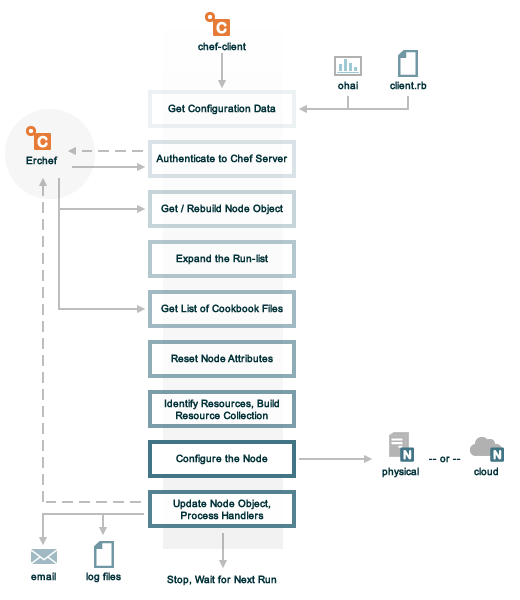 chef-client
ohai
client.rb
Get Configuration Data
Erchef
Authenticate to Chef Server
Get / Rebuild Node Object
Expand the Run-list
Get List of Cookbook Files
Reset Node Attributes
Identify Resources, Build
Resource Collection
Configure the Node
N
N
physical
-- or --
cloud
Update Node Object,
Process Handlers
email
log files
Stop, Wait for Next Run